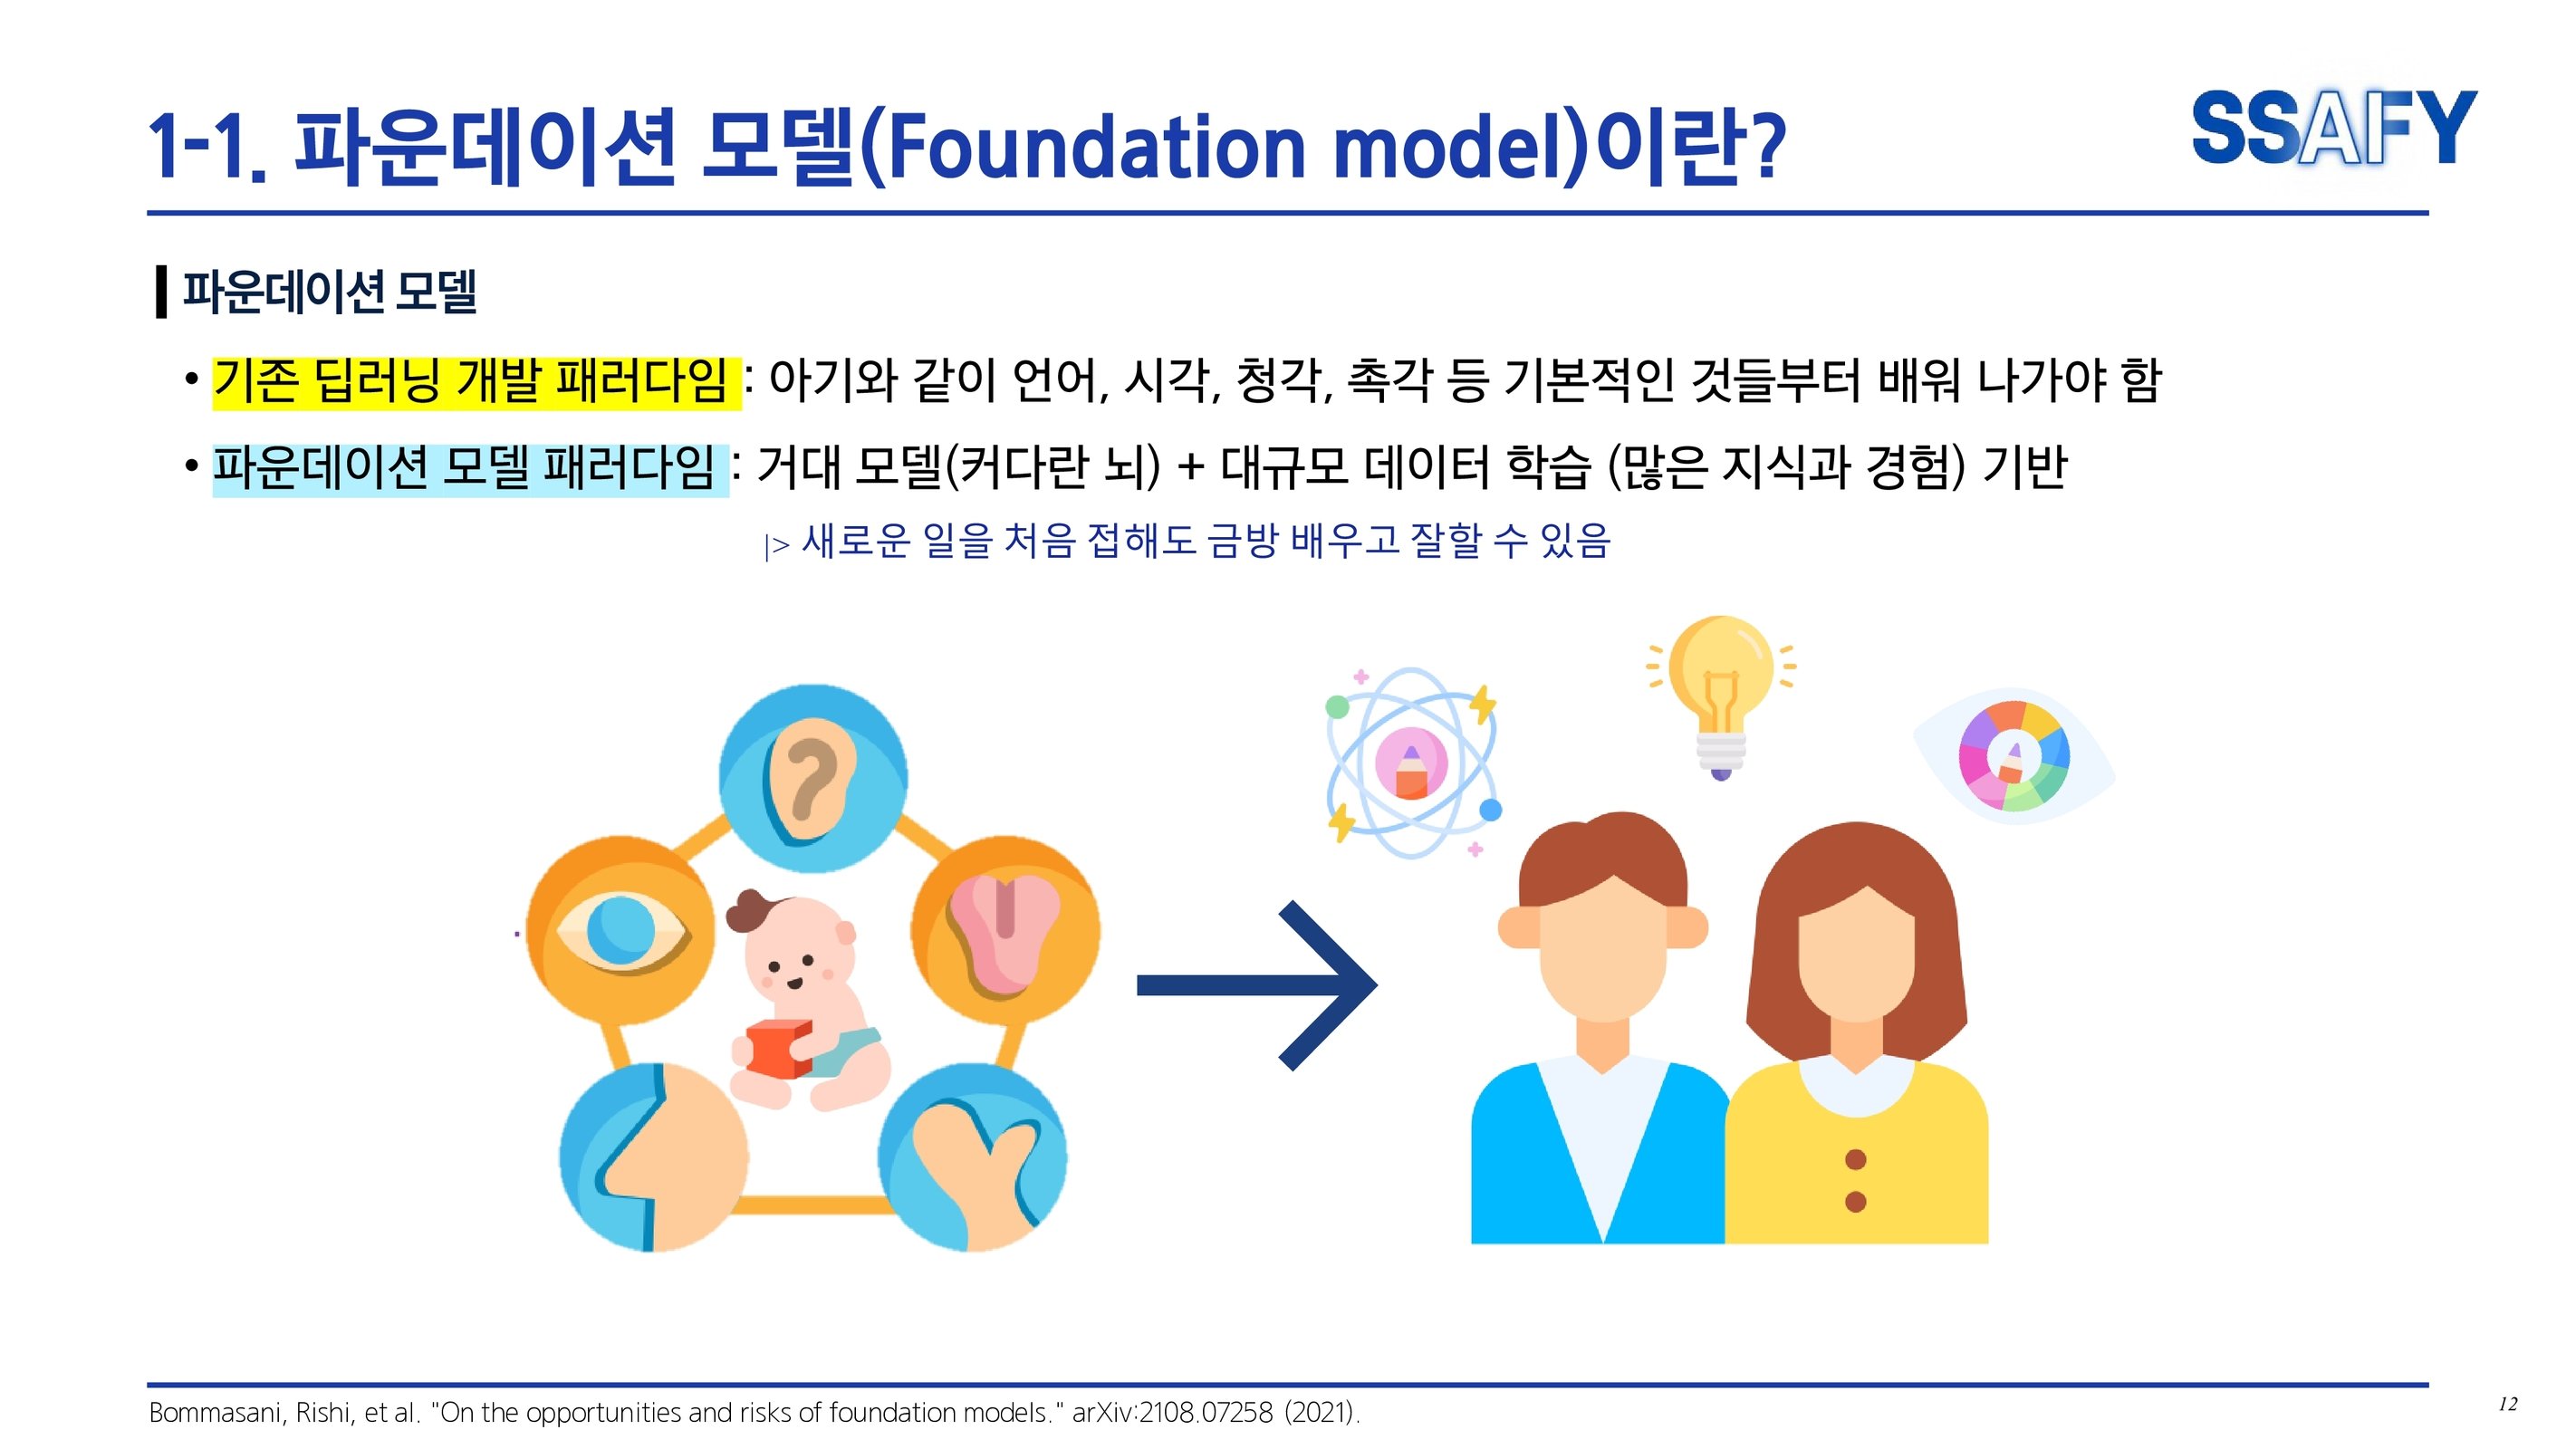 1-1. 파운데이션 모델(Foundation model)이란?
SSAFY
파운데이션 모델
• 기존 딥러닝 개발 패러다임 : 아기와 같이 언어, 시각, 청각, 촉각 등 기본적인 것들부터 배워 나가야 함
• 파운데이션 모델 패러다임 : 거대 모델(커다란 뇌) + 대규모 데이터 학습 (많은 지식과 경험) 기반
|> 새로운 일을 처음 접해도 금방 배우고 잘할 수 있음
Bommasani, Rishi, et al. "On the opportunities and risks of foundation models." arXiv:2108.07258 (2021).
12